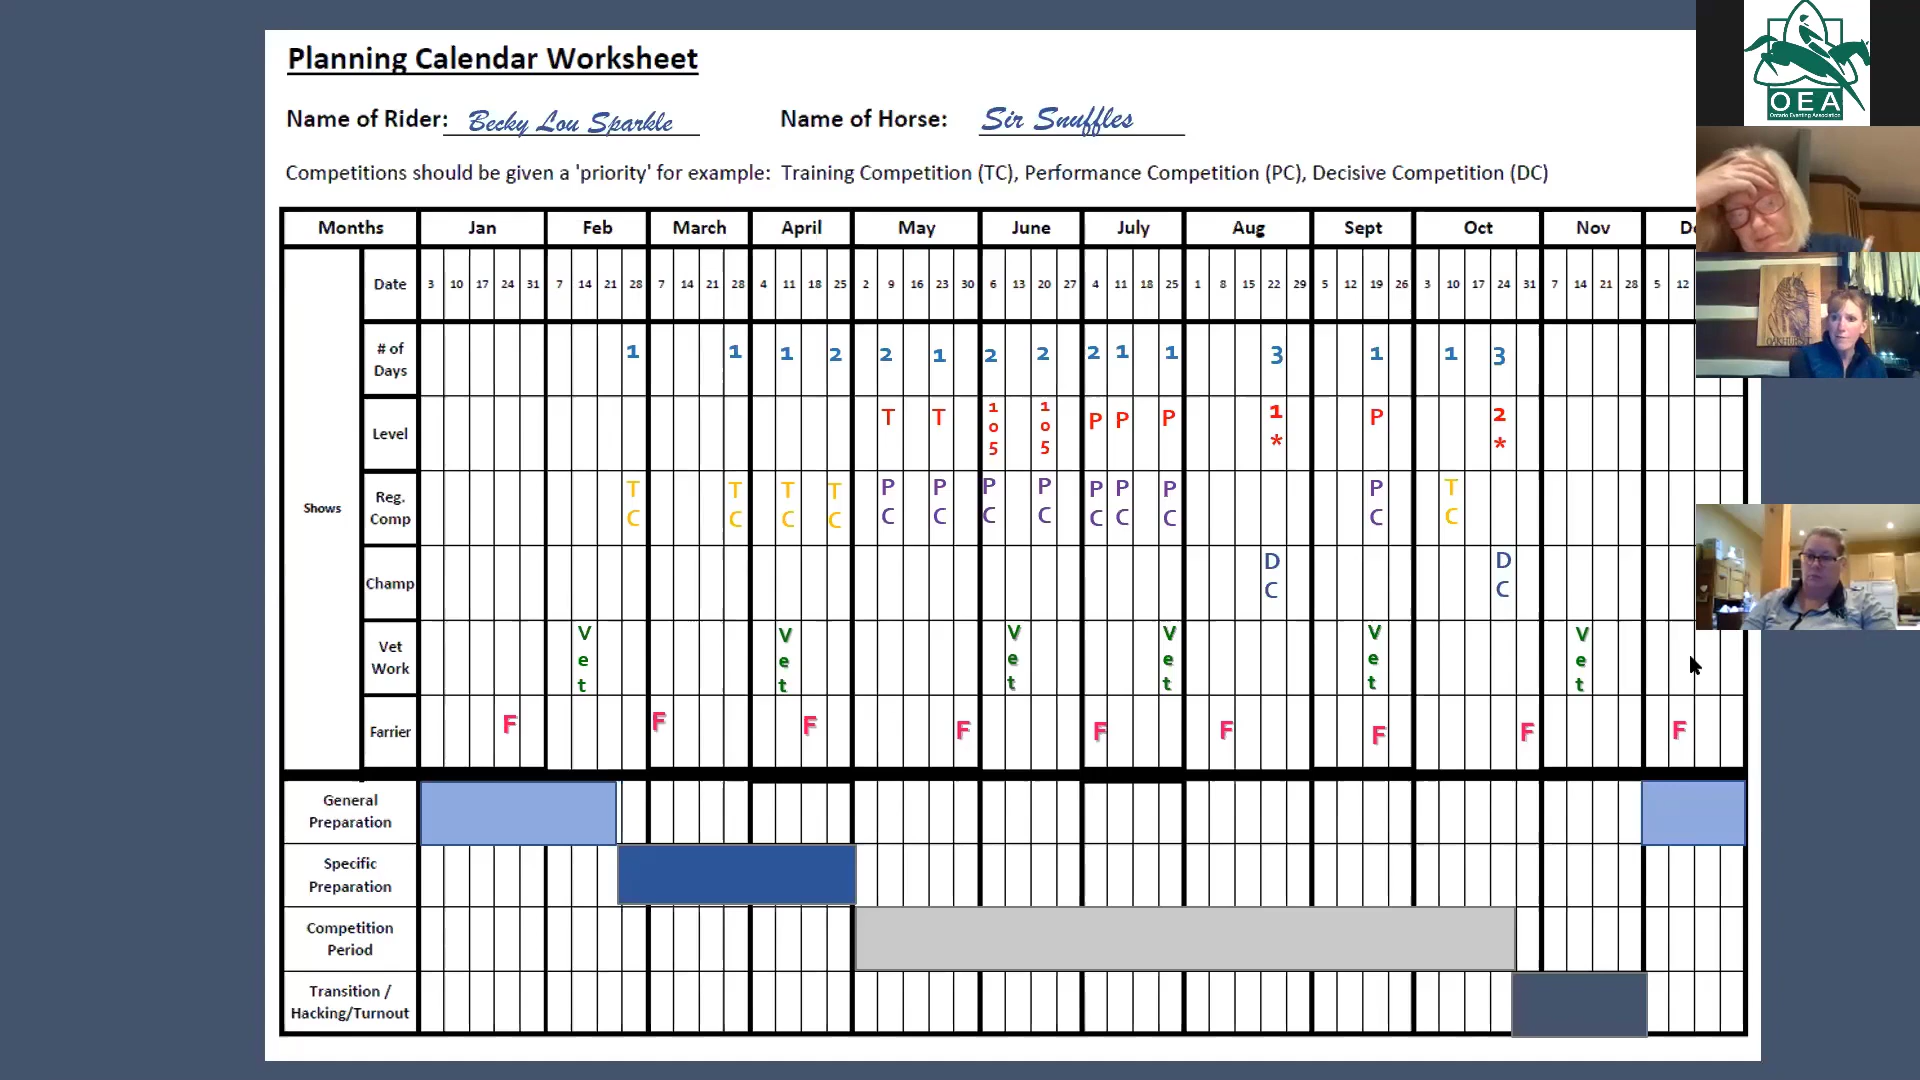 Planning Calendar Worksheet
Name of Rider: Becky Lou Sparkle Name of Horse: Sir Snuffles
Competitions should be given a 'priority' for example: Training Competition (TC), Performance Competition (PC), Decisive Competition (DC)
Months Jan Feb March April May June July Aug Sept Oct Nov
Shows
Date 3 10 17 24 31 7 14 21 28 7 14 21 28 4 11 18 25 2 9 16 23 30 6 13 20 27 4 11 18 25 1 8 15 22 29 5 12 19 26 3 10 17 24 31 7 14 21 28 5 12
# of Days 1 1 1 2 2 1 2 2 2 1 1 3 1 1 3
Level T T 105 105 P P P 1* P 2*
Reg. Comp TC TC TC TC PC PC PC PC PC PC PC PC TC
Champ DC DC
Vet Work Vet Vet Vet Vet Vet Vet
Farrier F F F F F F F F F
General Preparation
Specific Preparation
Competition Period
Transition / Hacking/Turnout
OEA
Ontario Eventing Association